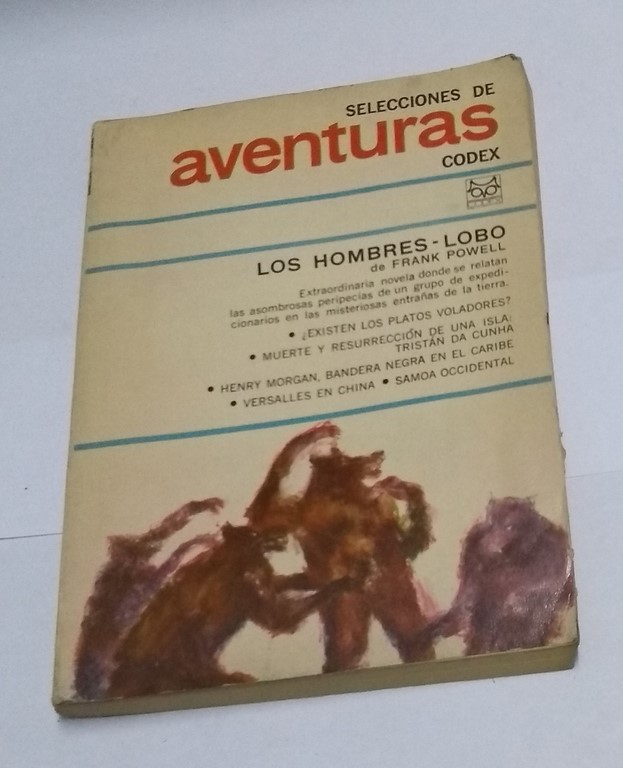 SELECCIONES DE
aventuras
CODEX
LOS HOMBRES-LOBO
de FRANK POWELL
Extraordinaria novela donde se relatan
las asombrosas peripecias de un grupo de expedi-
cionarios en las misteriosas entrañas de la tierra.
• ¿EXISTEN LOS PLATOS VOLADORES?
• MUERTE Y RESURRECCIÓN DE UNA ISLA:
TRISTÁN DA CUNHA
• HENRY MORGAN, BANDERA NEGRA EN EL CARIBE
• VERSALLES EN CHINA • SAMOA OCCIDENTAL